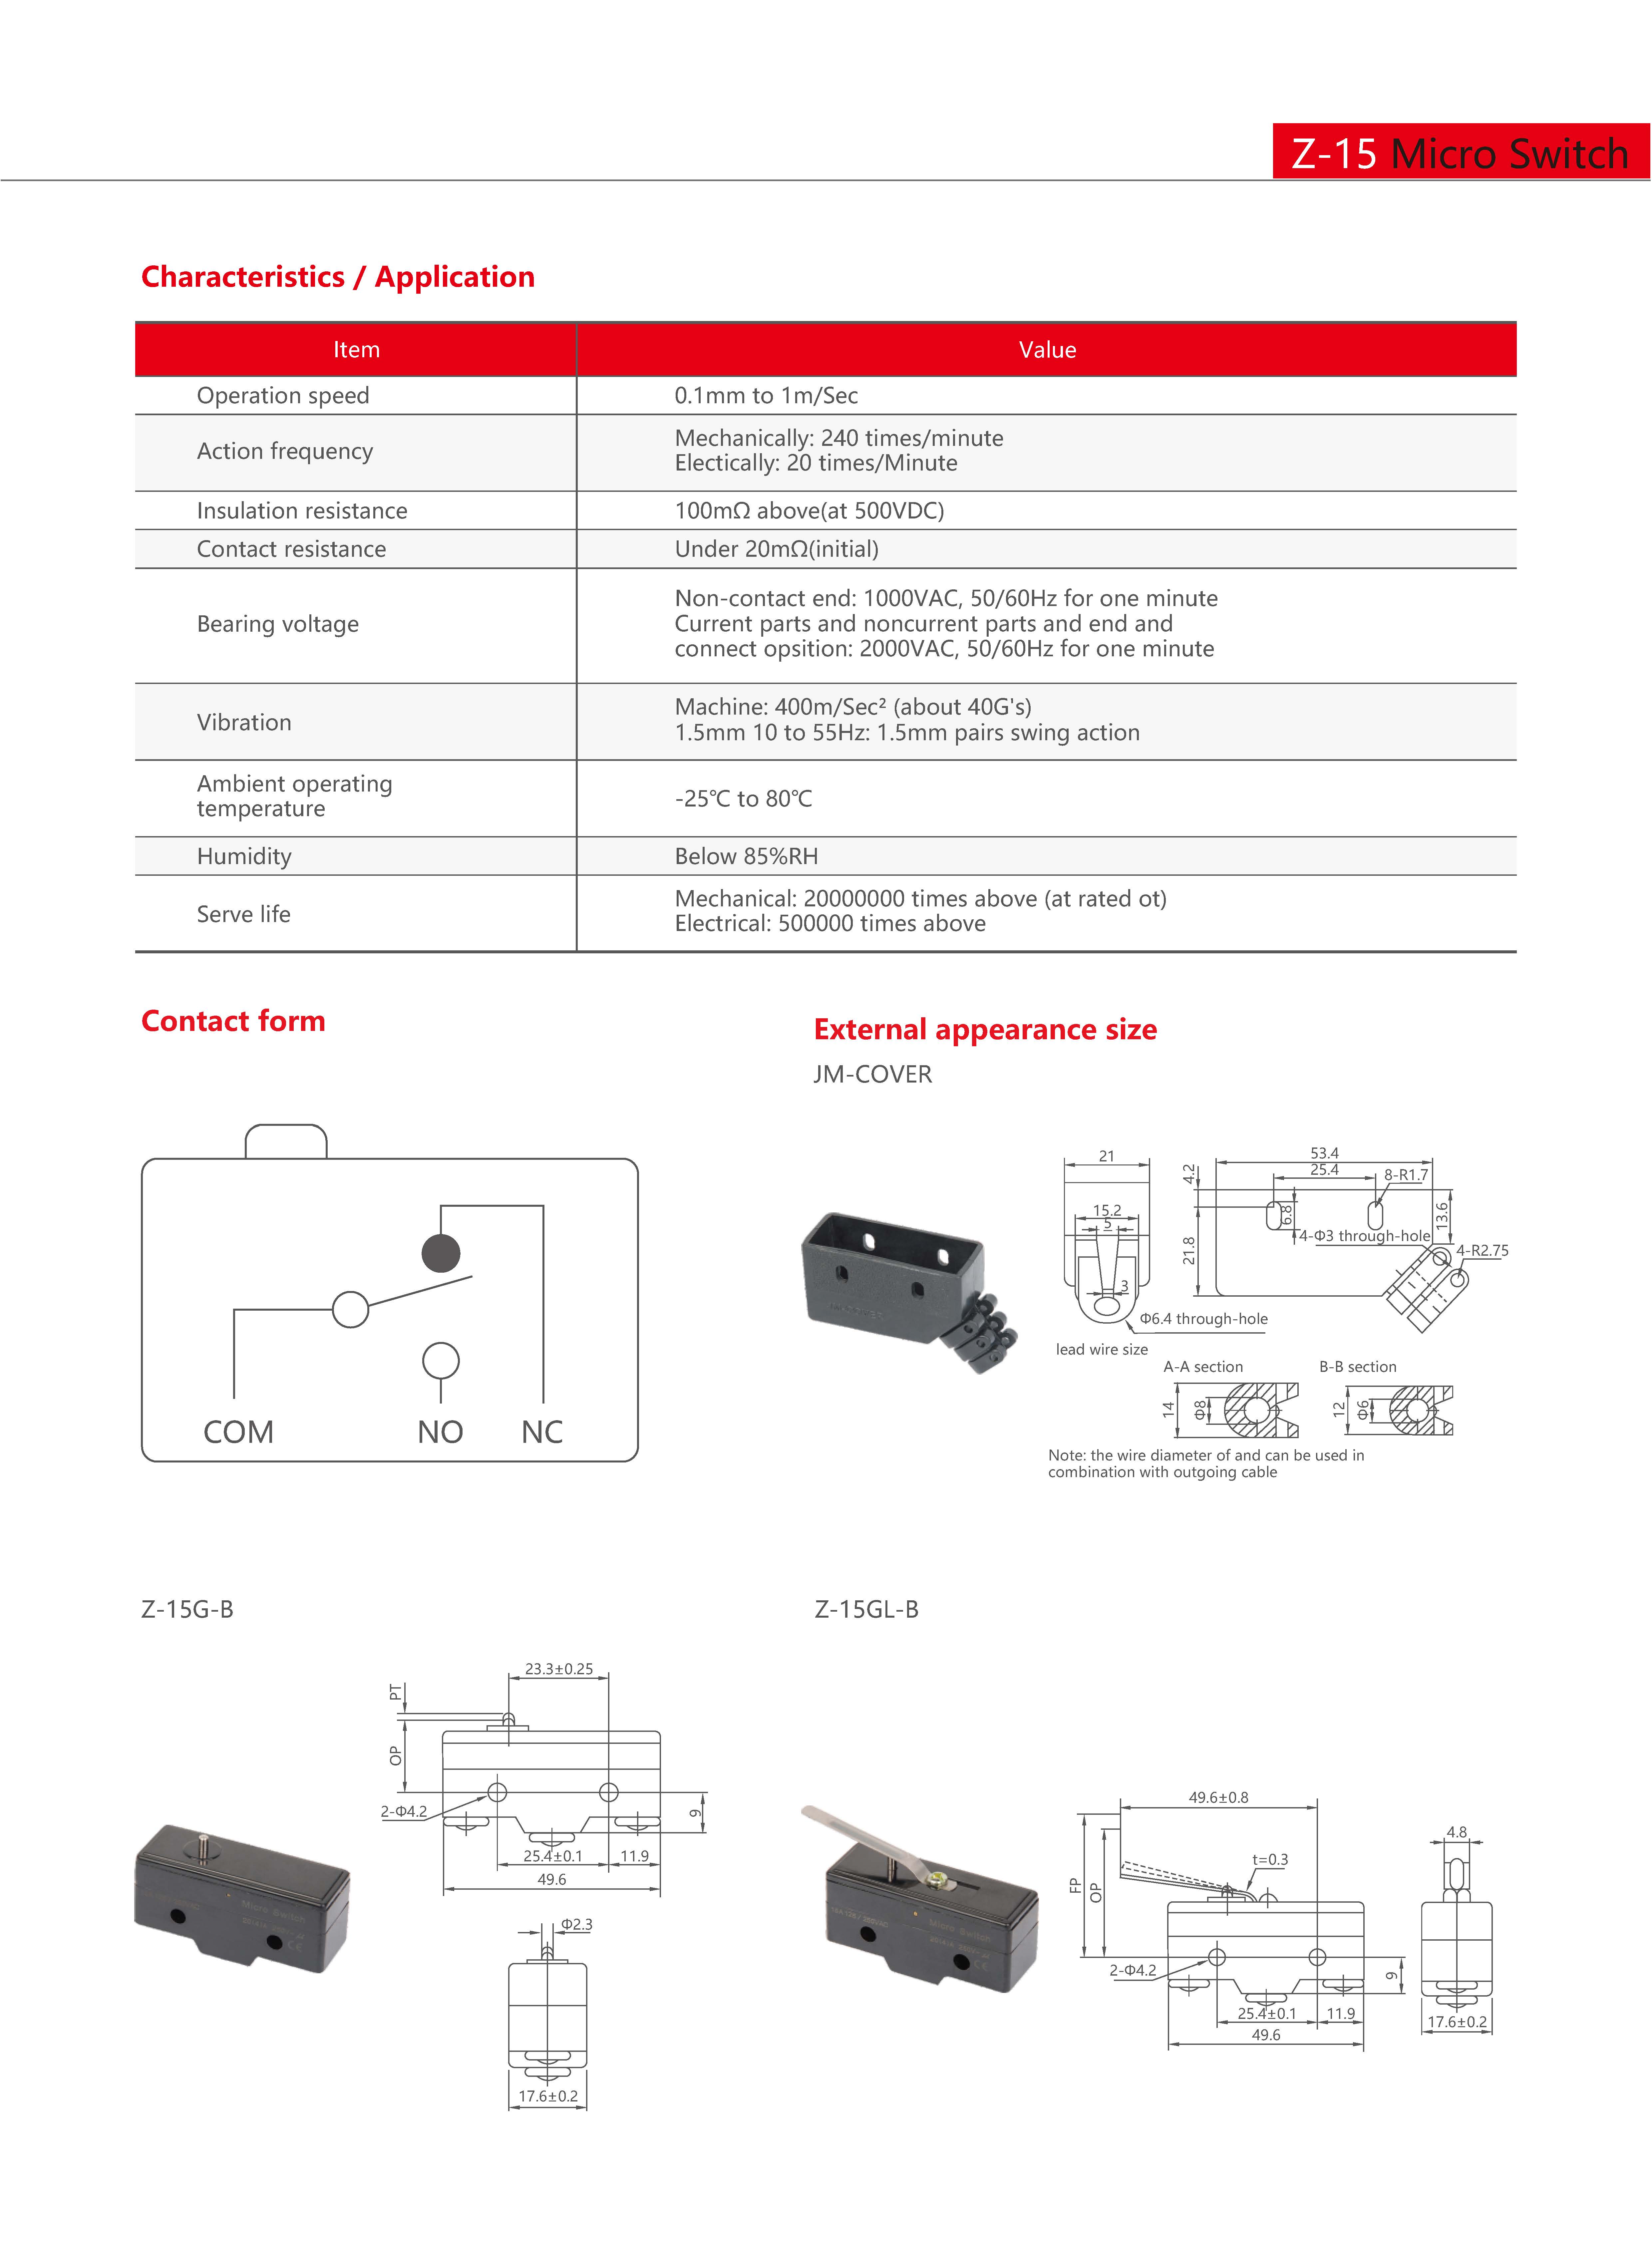 Z-15 Micro Switch
Characteristics / Application
Item Value
Operation speed 0.1mm to 1m/Sec
Action frequency
Mechanically: 240 times/minute
Electically: 20 times/Minute
Insulation resistance 100mΩ above(at 500VDC)
Contact resistance Under 20mΩ(initial)
Bearing voltage
Non-contact end: 1000VAC, 50/60Hz for one minute
Current parts and noncurrent parts and end and
connect opsition: 2000VAC, 50/60Hz for one minute
Vibration
Machine: 400m/Sec² (about 40G's)
1.5mm 10 to 55Hz: 1.5mm pairs swing action
Ambient operating
temperature
-25℃ to 80℃
Humidity Below 85%RH
Serve life
Mechanical: 20000000 times above (at rated ot)
Electrical: 500000 times above
Contact form
COM NO NC
External appearance size
JM-COVER
21
15.2
5
3
Φ6.4 through-hole
lead wire size
53.4
25.4
4.2
8-R1.7
6.8
13.6
4-Φ3 through-hole
21.8
4-R2.75
A-A section B-B section
14 Φ8 12 Φ6
Note: the wire diameter of and can be used in
combination with outgoing cable
Z-15G-B
23.3±0.25
PT
OP
2-Φ4.2
9
25.4±0.1 11.9
49.6
Φ2.3
17.6±0.2
Micro Switch
Z-15GL-B
49.6±0.8
t=0.3
FP
OP
2-Φ4.2
9
25.4±0.1 11.9
49.6
4.8
17.6±0.2
Micro Switch